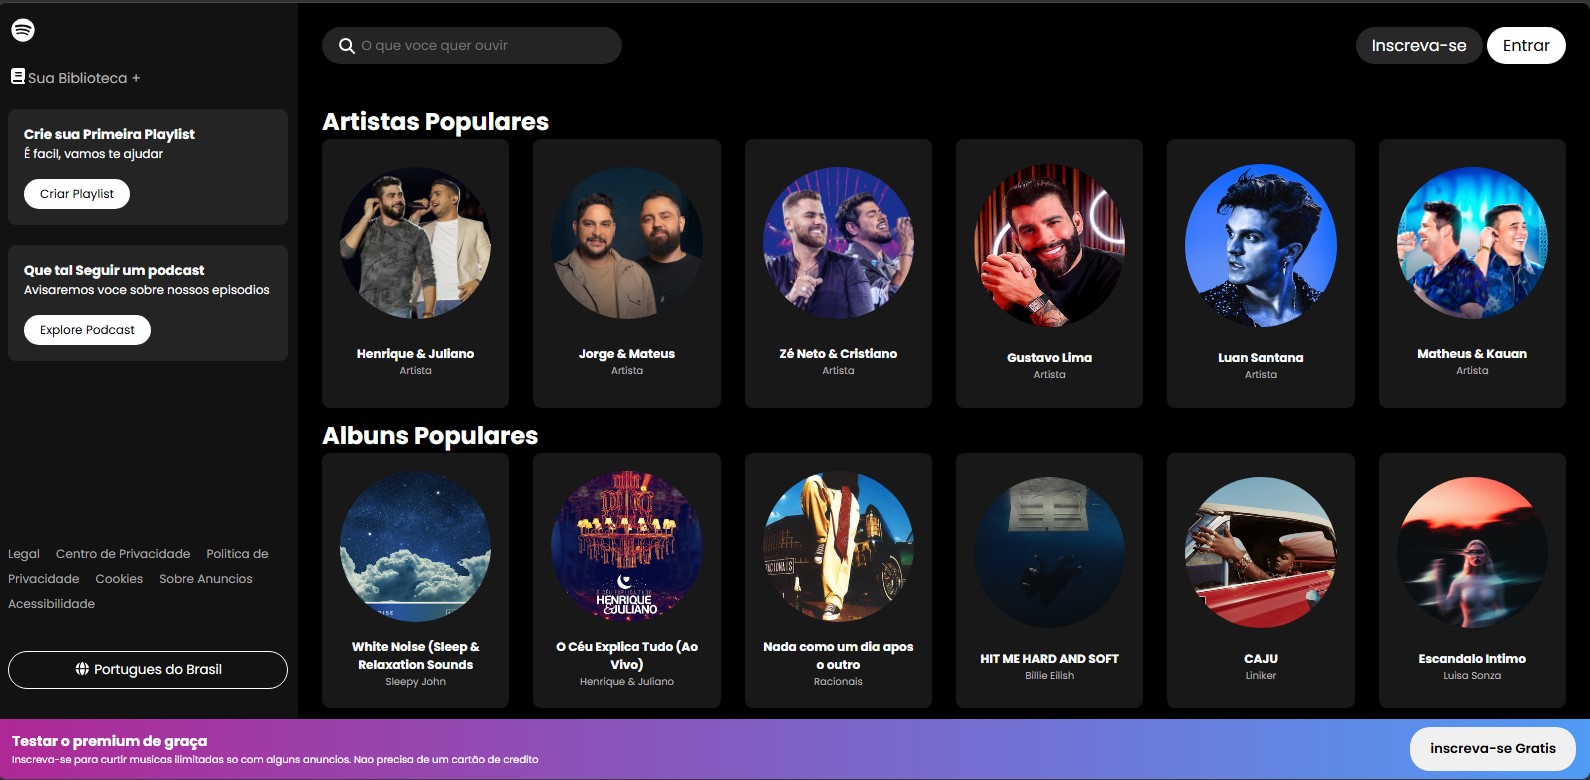 O que voce quer ouvir
Inscreva-se
Entrar
Sua Biblioteca +
Crie sua Primeira Playlist
É facil, vamos te ajudar
Criar Playlist
Que tal Seguir um podcast
Avisaremos voce sobre nossos episodios
Explore Podcast
Legal Centro de Privacidade Politica de
Privacidade Cookies Sobre Anuncios
Acessibilidade
Portugues do Brasil
Artistas Populares
Henrique & Juliano
Artista
Jorge & Mateus
Artista
Zé Neto & Cristiano
Artista
Gustavo Lima
Artista
Luan Santana
Artista
Matheus & Kauan
Artista
Albuns Populares
White Noise (Sleep &
Relaxation Sounds
Sleepy John
O CÉU EXPLICA TUDO
HENRIQUE
&JULIANO
O Céu Explica Tudo (Ao
Vivo)
Henrique & Juliano
RACIONAIS
Nada como um dia apos
o outro
Racionais
HIT ME HARD AND SOFT
Billie Eilish
CAJU
Liniker
Escandalo Intimo
Luisa Sonza
Testar o premium de graça
Inscreva-se para curtir musicas ilimitadas so com alguns anuncios. Nao precisa de um cartão de credito
inscreva-se Gratis